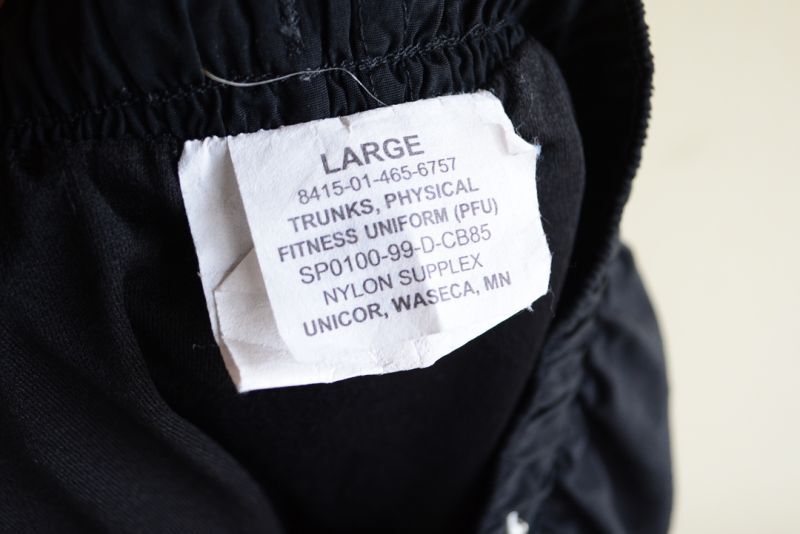 LARGE
8415-01-465-6757
TRUNKS, PHYSICAL
FITNESS UNIFORM (PFU)
SP0100-99-D-CB85
NYLON SUPPLEX
UNICOR, WASECA, MN